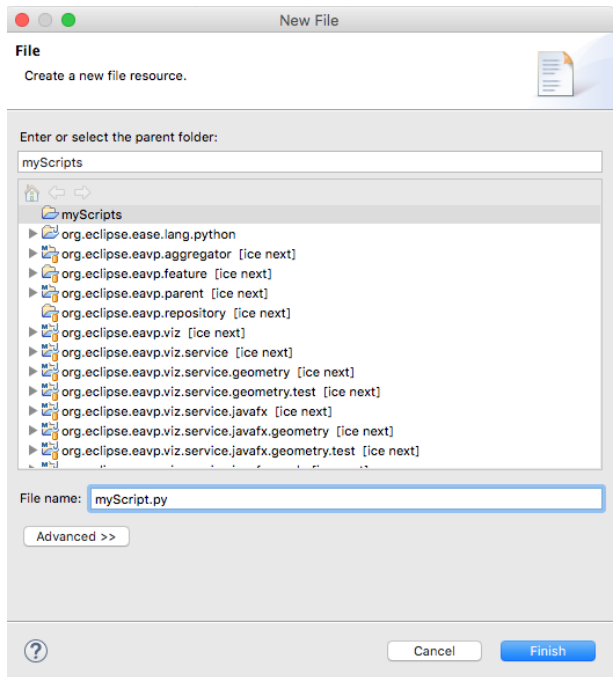 New File
File
Create a new file resource.
Enter or select the parent folder:
myScripts
myScripts
org.eclipse.ease.lang.python
org.eclipse.eavp.aggregator [ice next]
org.eclipse.eavp.feature [ice next]
org.eclipse.eavp.parent [ice next]
org.eclipse.eavp.repository [ice next]
org.eclipse.eavp.viz [ice next]
org.eclipse.eavp.viz.service [ice next]
org.eclipse.eavp.viz.service.geometry [ice next]
org.eclipse.eavp.viz.service.geometry.test [ice next]
org.eclipse.eavp.viz.service.javafx [ice next]
org.eclipse.eavp.viz.service.javafx.geometry [ice next]
org.eclipse.eavp.viz.service.javafx.geometry.test [ice next]
File name: myScript.py
Advanced >>
? Cancel Finish